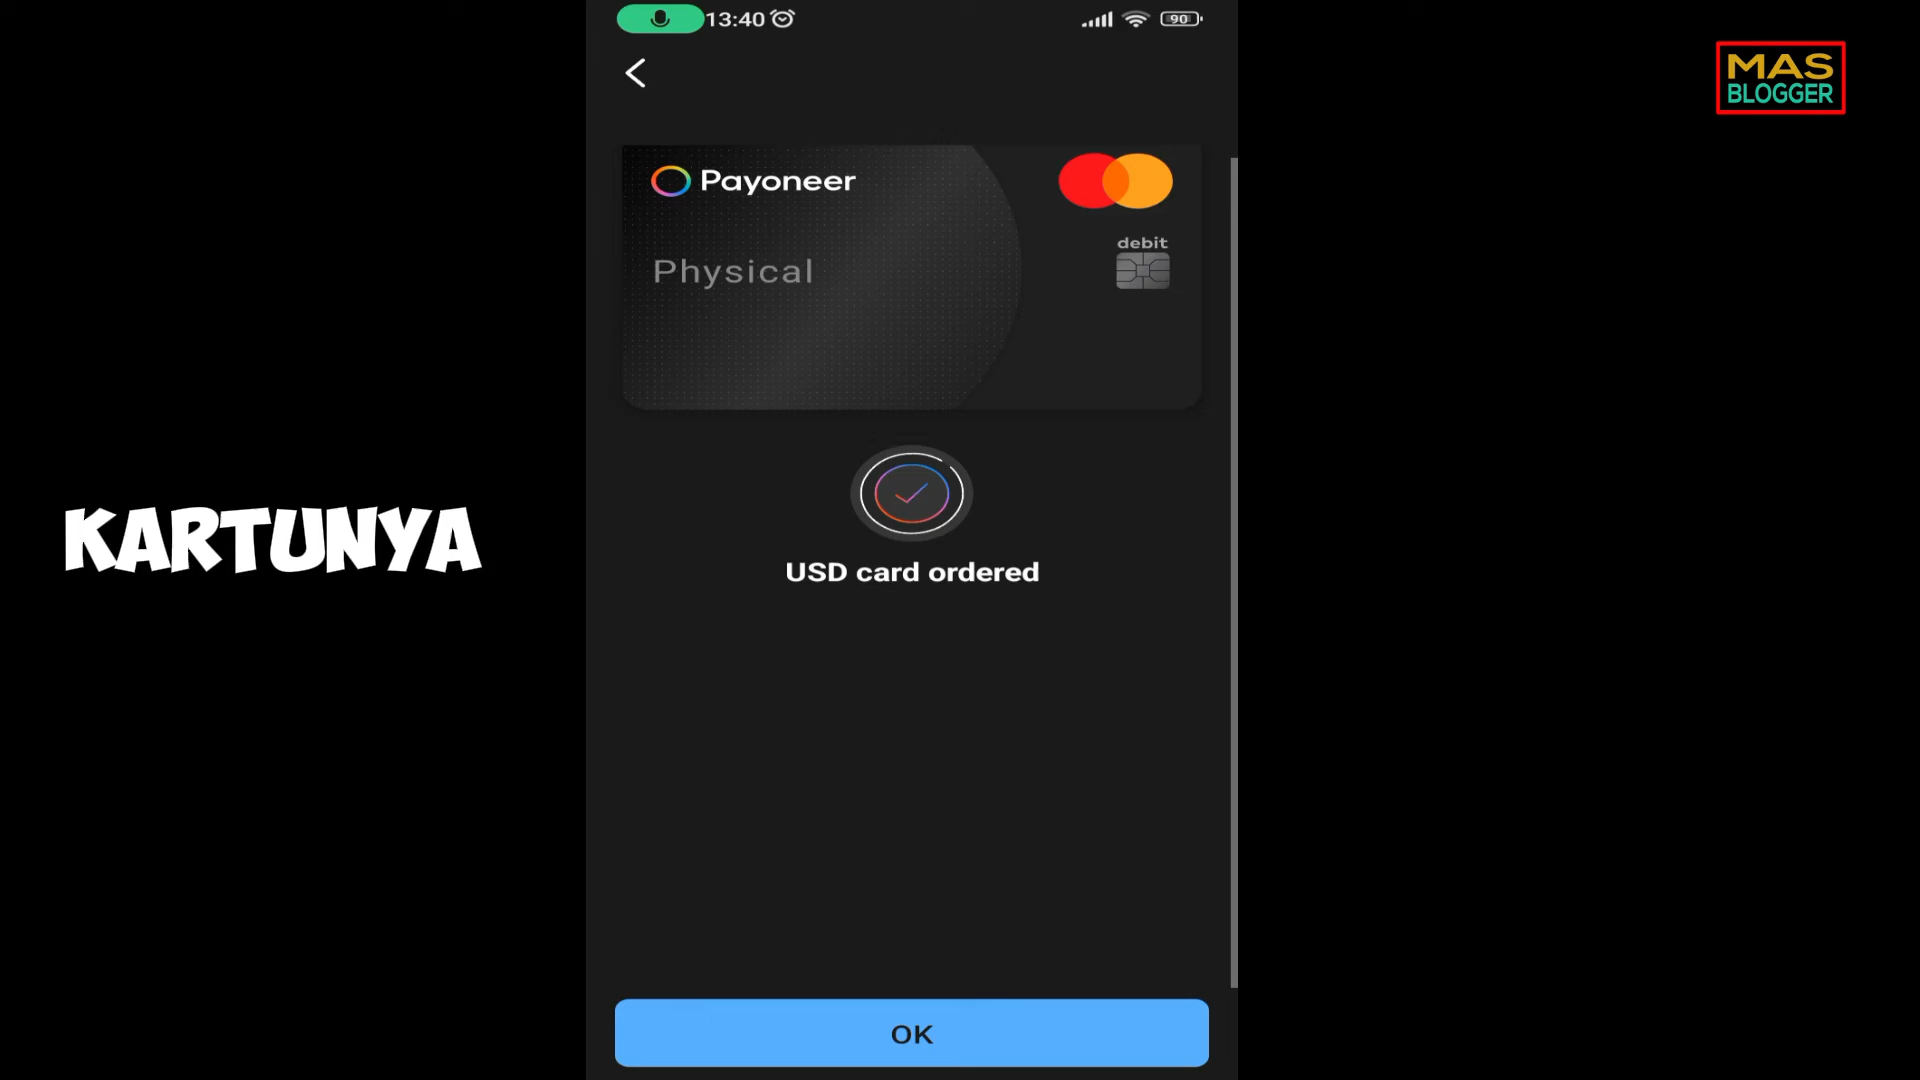 13:40
90
MAS
BLOGGER
Payoneer
debit
Physical
KARTUNYA
USD card ordered
OK